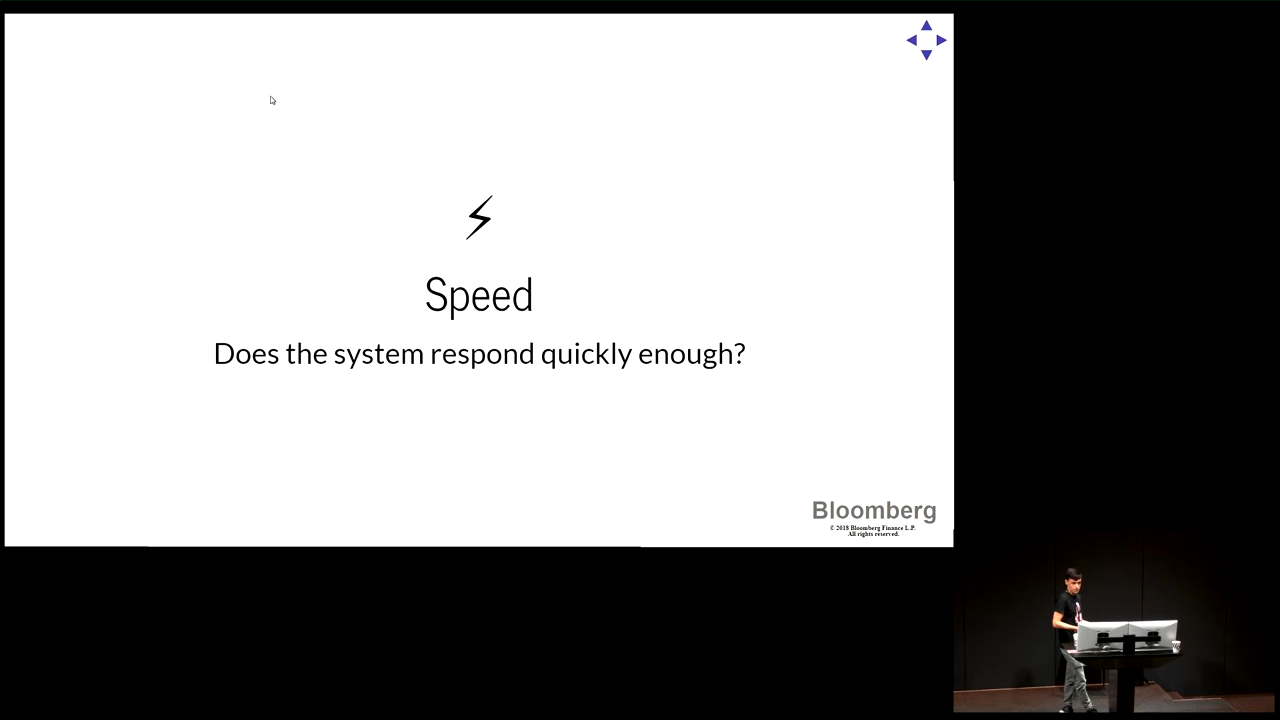 Speed
Does the system respond quickly enough?
Bloomberg
© 2018 Bloomberg Finance L.P.
All rights reserved.